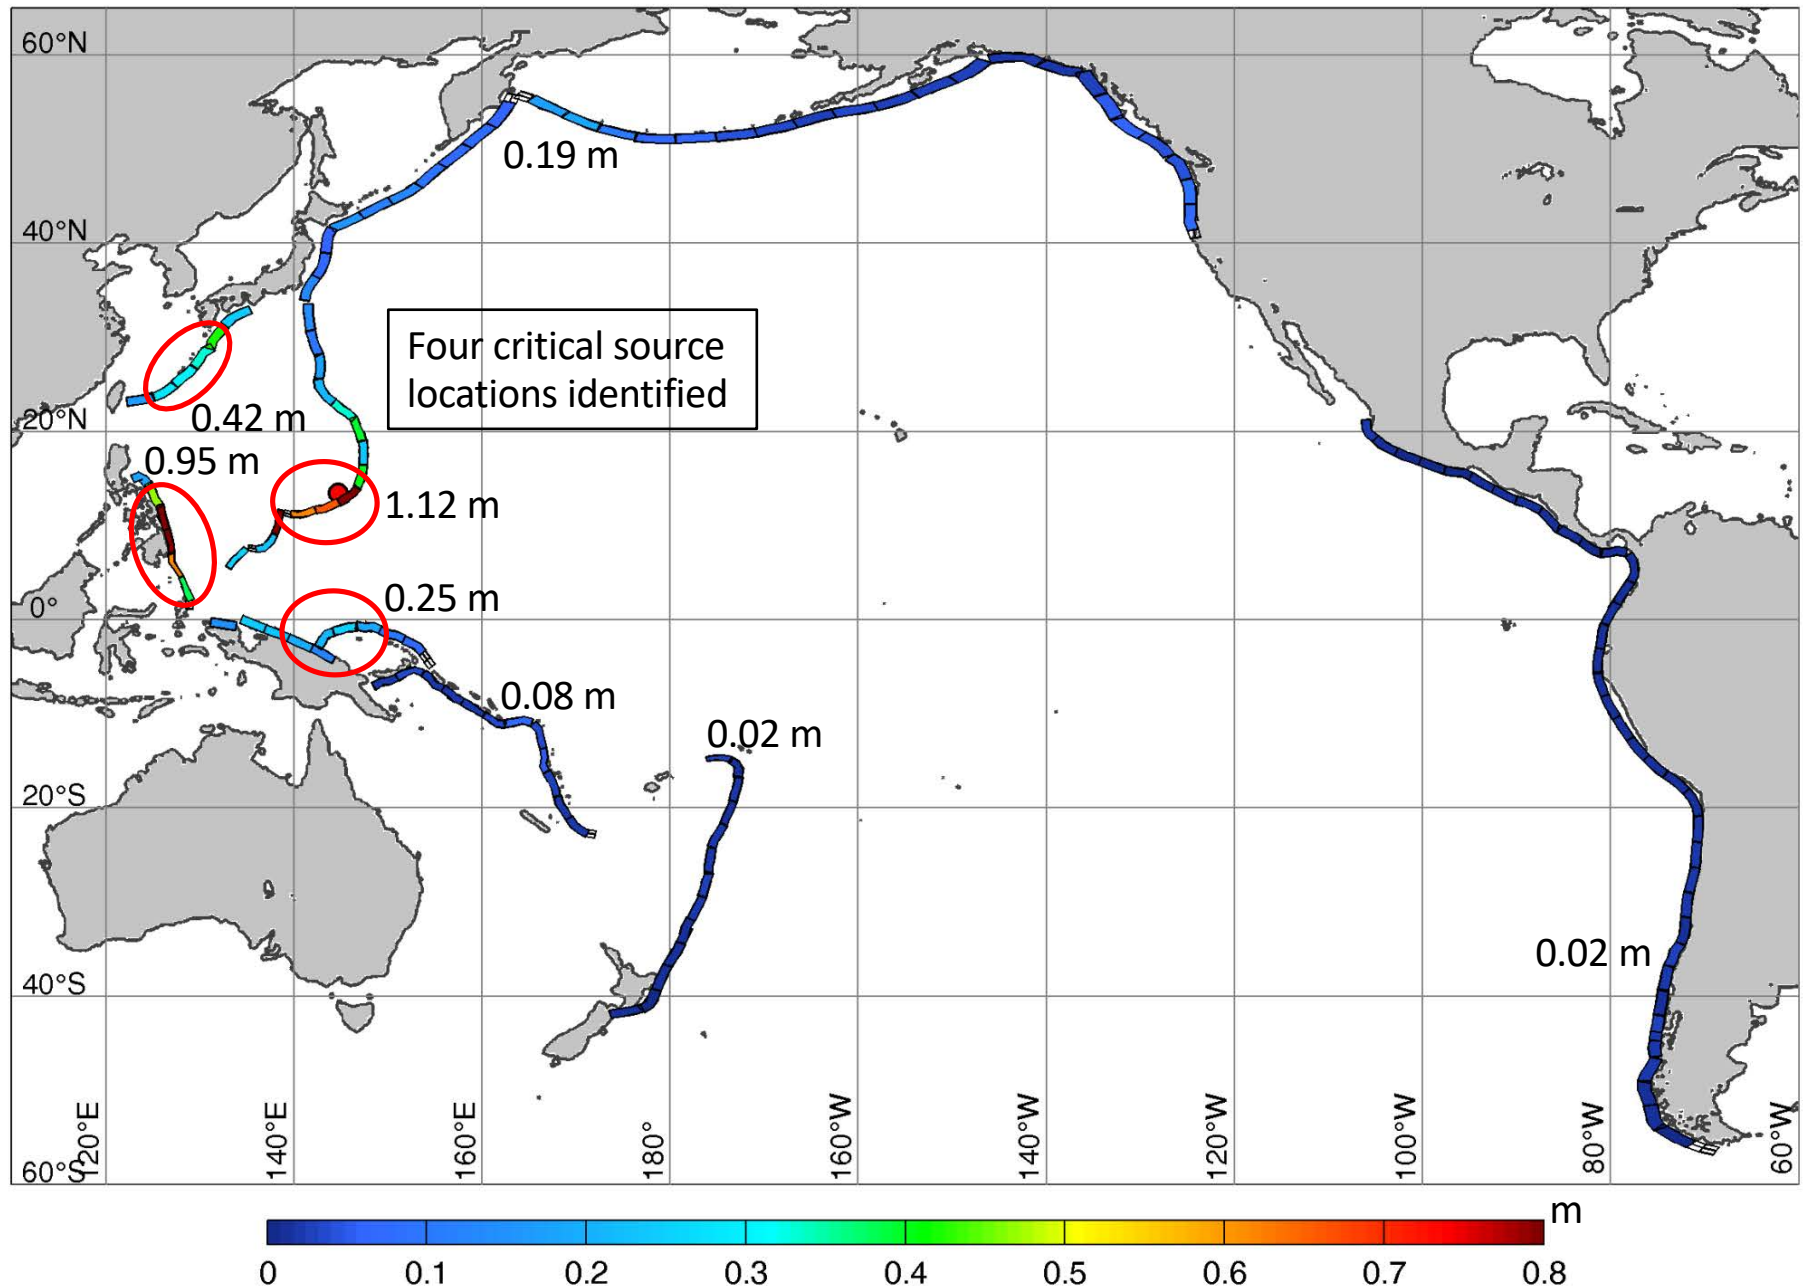 60°N
0.19 m
40°N
Four critical source
locations identified
0.42 m
20°N
0.95 m
1.12 m
0.25 m
0°
0.08 m
0.02 m
20°S
0.02 m
40°S
60°S
120°E
140°E
160°E
180°
160°W
140°W
120°W
100°W
80°W
60°W
m
0 0.1 0.2 0.3 0.4 0.5 0.6 0.7 0.8